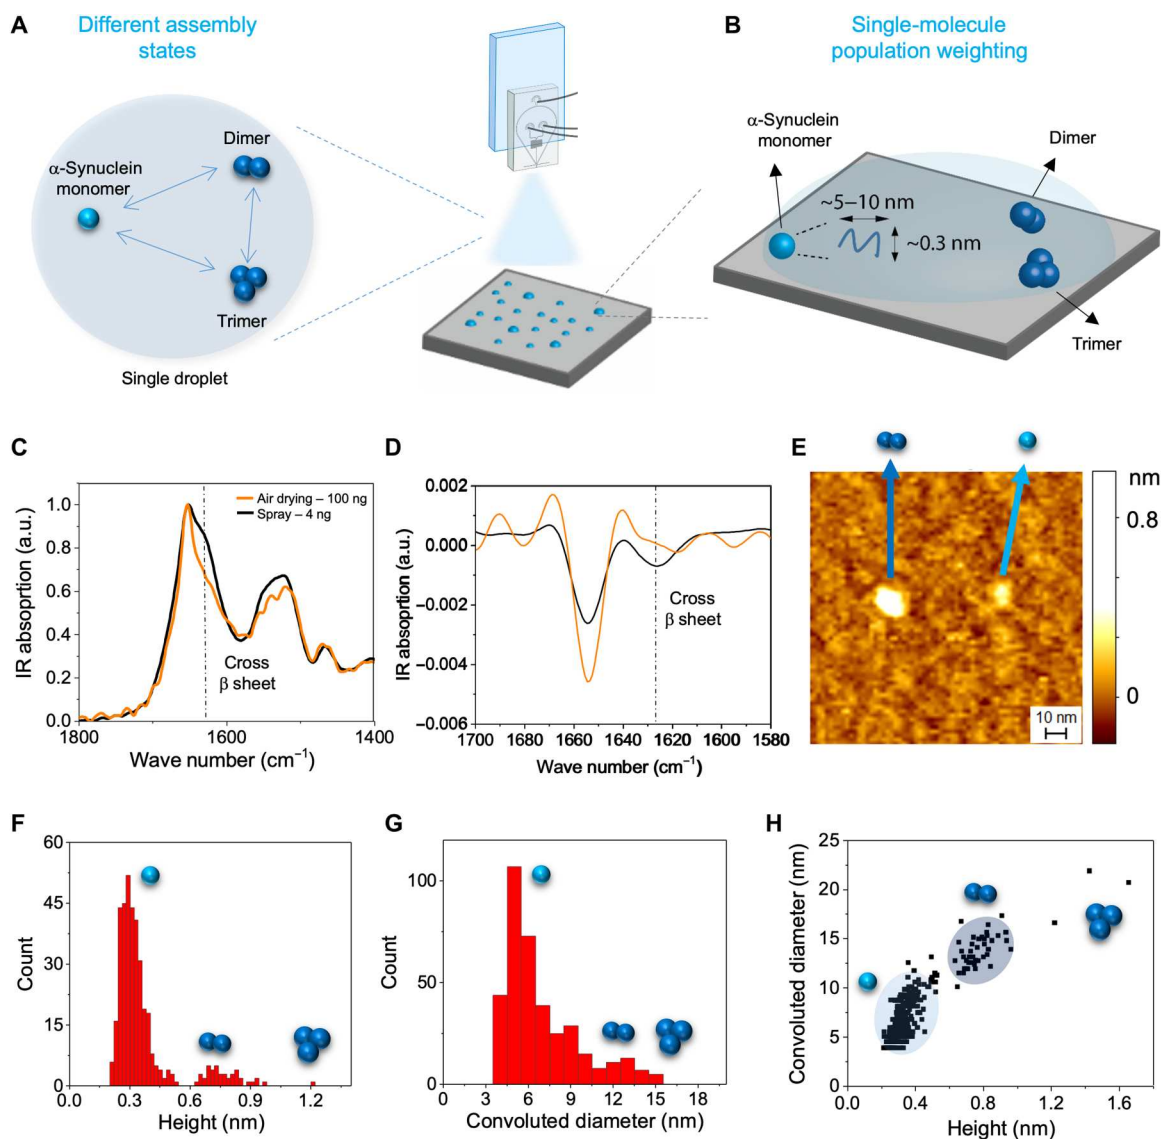 A
Different assembly
states
Dimer
α-Synuclein
monomer
Trimer
Single droplet
B
Single-molecule
population weighting
α-Synuclein
monomer
Dimer
~5–10 nm
~0.3 nm
Trimer
C
IR absoprtion (a.u.)
1.0
0.8
0.6
0.4
0.2
0.0
Air drying – 100 ng
Spray – 4 ng
Cross
β sheet
1800
1600
1400
Wave number (cm⁻¹)
D
IR absoption (a.u.)
0.002
0.000
−0.002
−0.004
−0.006
Cross
β sheet
1700
1680
1660
1640
1620
1600
1580
Wave number (cm⁻¹)
E
nm
0.8
0
10 nm
F
Count
60
45
30
15
0
0.0
0.3
0.6
0.9
1.2
Height (nm)
G
Count
100
50
0
3
6
9
12
15
18
Convoluted diameter (nm)
H
Convoluted diameter (nm)
25
20
15
10
5
0
0.0
0.4
0.8
1.2
1.6
Height (nm)